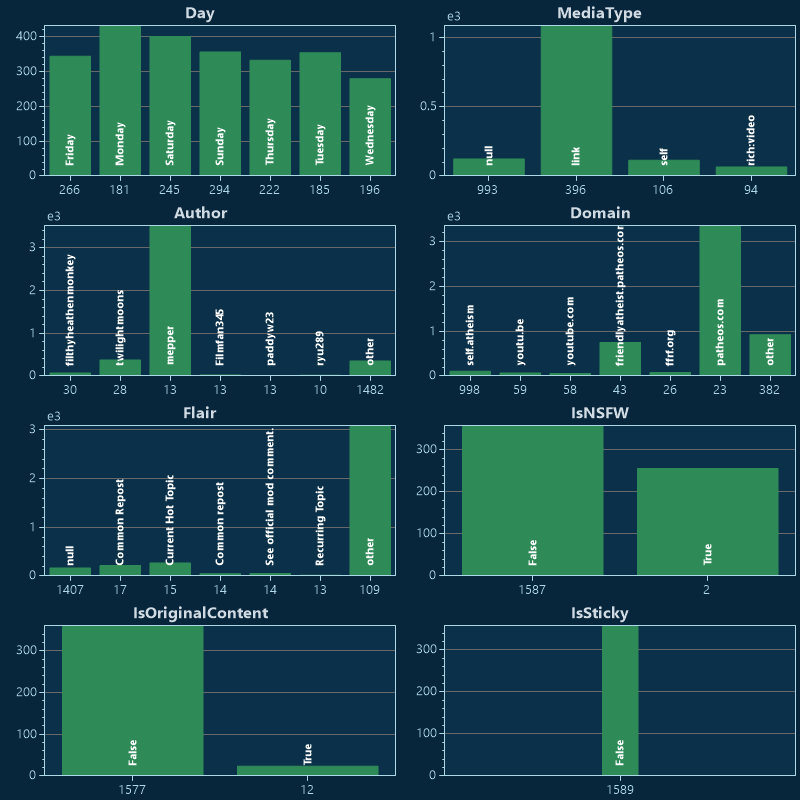 Day
400
300
200
100
0
Friday
Monday
Saturday
Sunday
Thursday
Tuesday
Wednesday
266 181 245 294 222 185 196
MediaType
1e3
1
0.5
0
null
link
self
rich:video
993 396 106 94
Author
e3
3
2
1
0
filthyheathenmonkey
twilightmoons
mepper
Filmfan345
paddyw23
ryu289
other
30 28 13 13 13 10 1482
Domain
e3
3
2
1
0
self.atheism
youtu.be
youtube.com
friendlyatheist.patheos.com
ffrf.org
patheos.com
other
998 59 58 43 26 23 382
Flair
e3
3
2
1
0
null
Common Repost
Current Hot Topic
Common repost
See official mod comment.
Recurring Topic
other
1407 17 15 14 14 13 109
IsNSFW
300
200
100
0
False
True
1587 2
IsOriginalContent
300
200
100
0
False
True
1577 12
IsSticky
300
200
100
0
False
1589